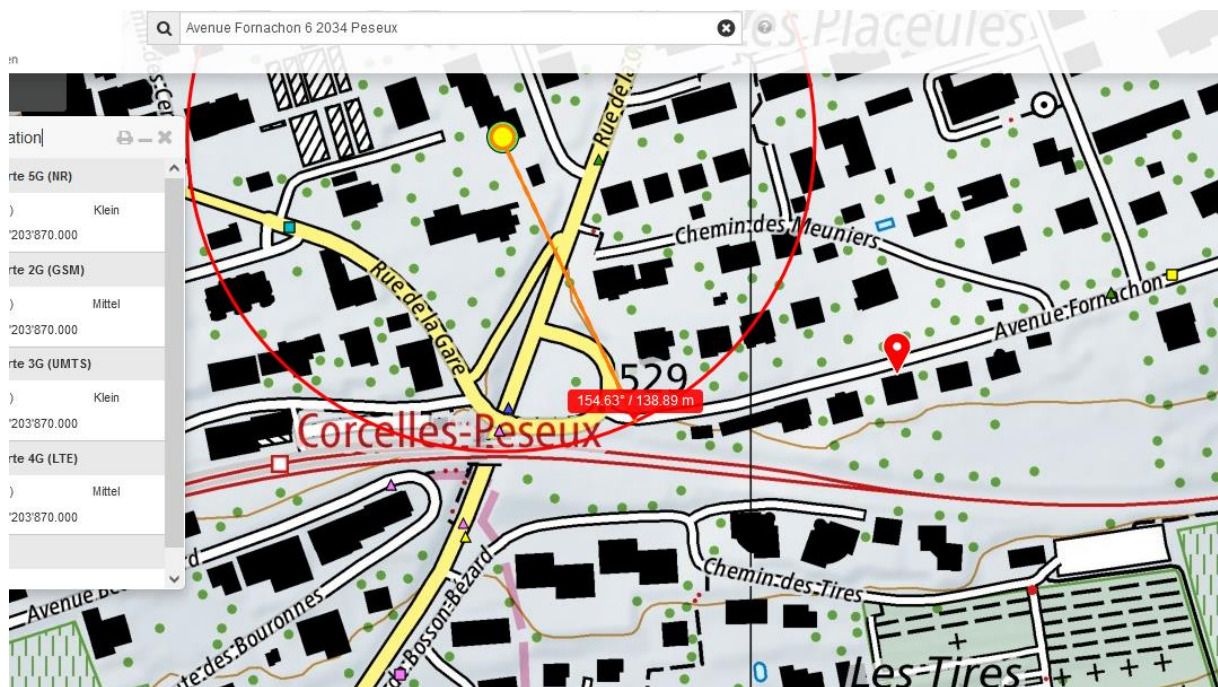 Avenue Fornachon 6 2034 Peseux
es Placeules
en
ation
rte 5G (NR)
) Klein
'203'870.000
rte 2G (GSM)
) Mittel
'203'870.000
rte 3G (UMTS)
) Klein
'203'870.000
rte 4G (LTE)
) Mittel
'203'870.000
Rue de la
Chemin des Meuniers
Rue de la Gare
Avenue Fornachon
529
154.63° / 138.89 m
Corcelles-Peseux
Chemin des Tires
Avenue
te des Bouronnes
Bosson-Bézard
Les Tires